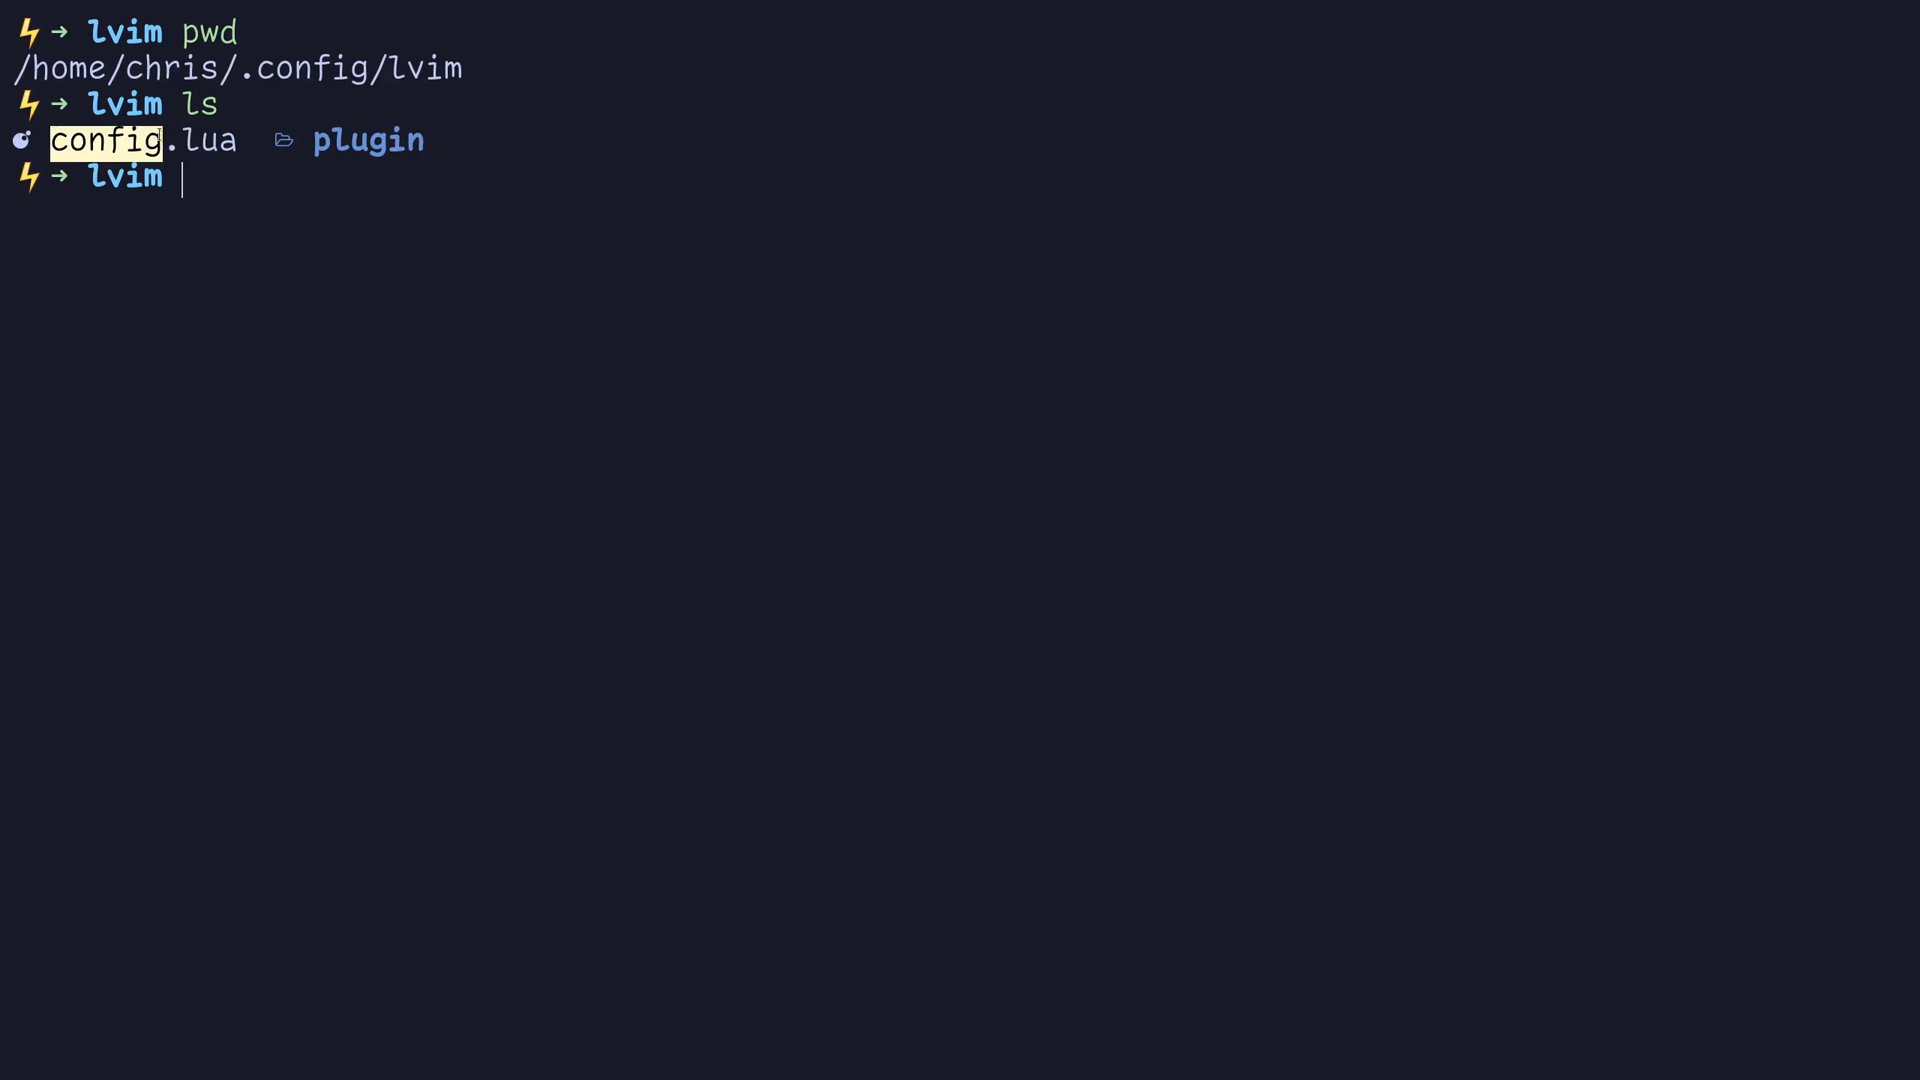 ⚡➜ lvim pwd
/home/chris/.config/lvim
⚡➜ lvim ls
config.lua plugin
⚡➜ lvim